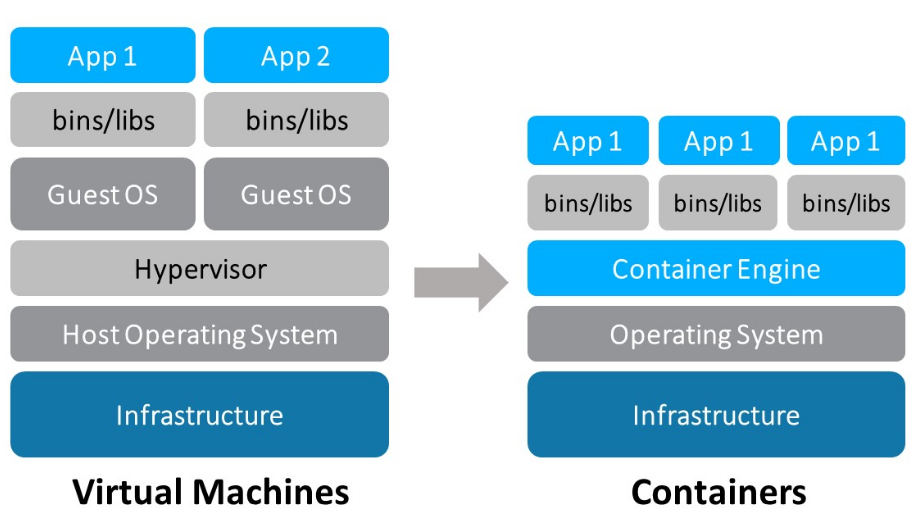 App 1
App 2
bins/libs
bins/libs
Guest OS
Guest OS
Hypervisor
Host Operating System
Infrastructure
Virtual Machines
App 1
App 1
App 1
bins/libs
bins/libs
bins/libs
Container Engine
Operating System
Infrastructure
Containers